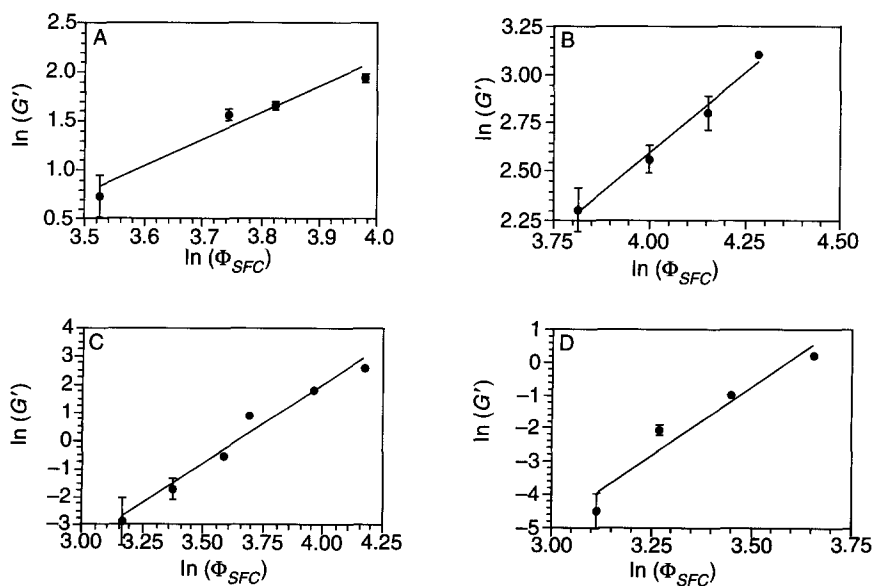 A
ln (G′)
2.5
2.0
1.5
1.0
0.5
3.5 3.6 3.7 3.8 3.9 4.0
ln (Φ_SFC)
B
ln (G′)
3.25
3.00
2.75
2.50
2.25
3.75 4.00 4.25 4.50
ln (Φ_SFC)
C
ln (G′)
4
3
2
1
0
−1
−2
−3
3.00 3.25 3.50 3.75 4.00 4.25
ln (Φ_SFC)
D
ln (G′)
1
0
−1
−2
−3
−4
−5
3.00 3.25 3.50 3.75
ln (Φ_SFC)